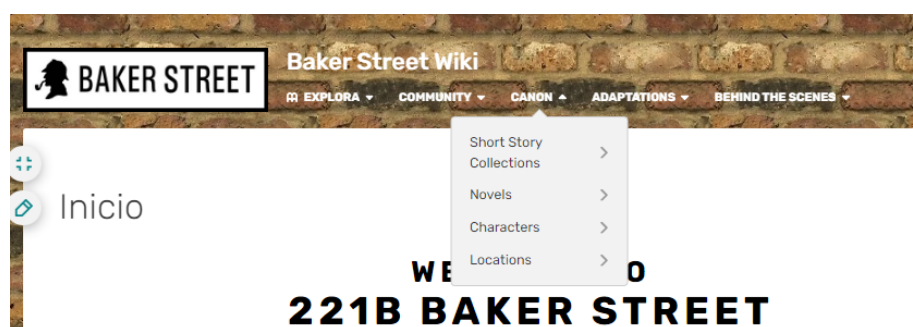 BAKER STREET
Baker Street Wiki
EXPLORA COMMUNITY CANON ADAPTATIONS BEHIND THE SCENES
Short Story
Collections
Novels
Characters
Locations
Inicio
WE O
221B BAKER STREET